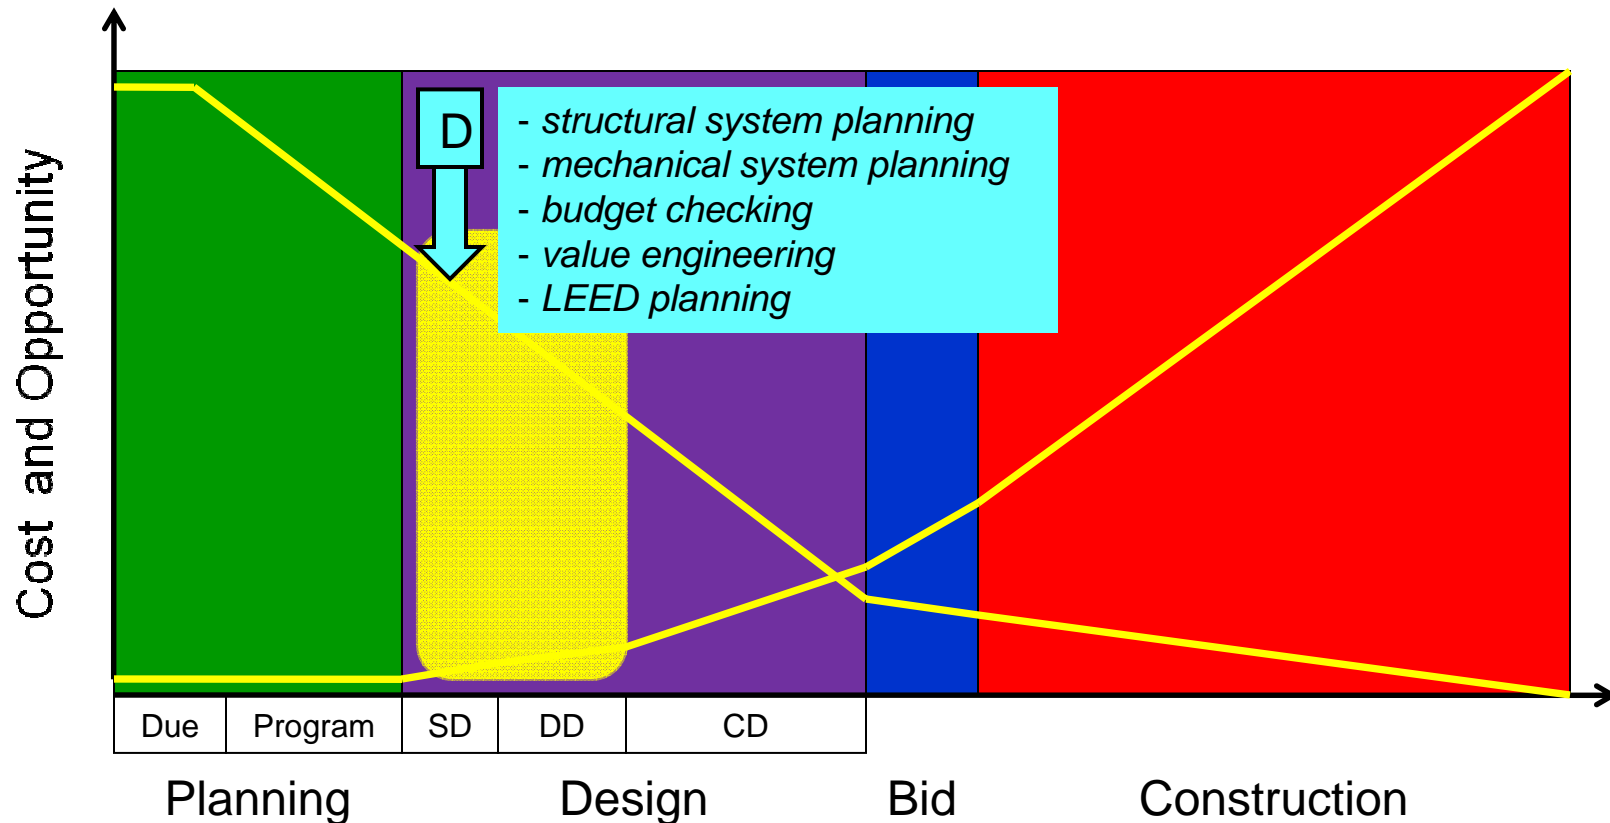 Cost and Opportunity
D
- structural system planning
- mechanical system planning
- budget checking
- value engineering
- LEED planning
Due Program SD DD CD
Planning Design Bid Construction